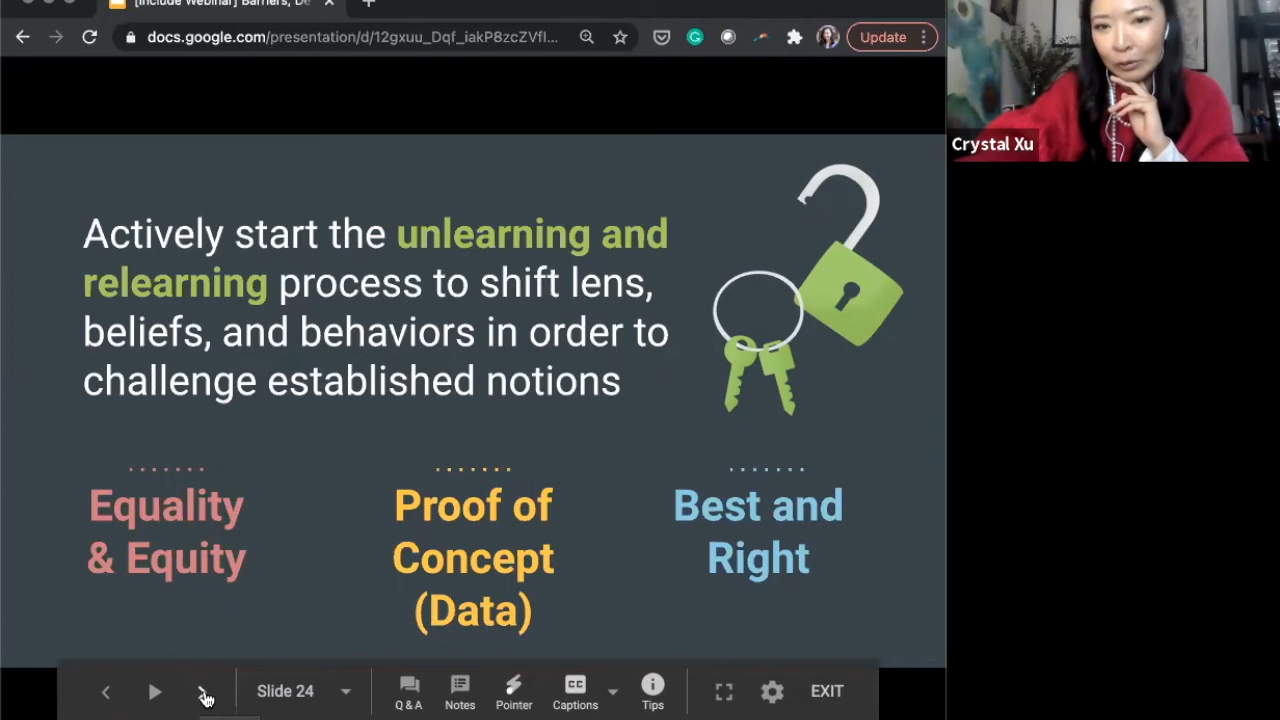 [Include Webinar] Barriers, De
docs.google.com/presentation/d/12gxuu_Dqf_iakP8zcZVfI...
Update
Crystal Xu
Actively start the unlearning and
relearning process to shift lens,
beliefs, and behaviors in order to
challenge established notions
Equality
& Equity
Proof of
Concept
(Data)
Best and
Right
Slide 24
CC
Q & A
Notes
Pointer
Captions
Tips
EXIT